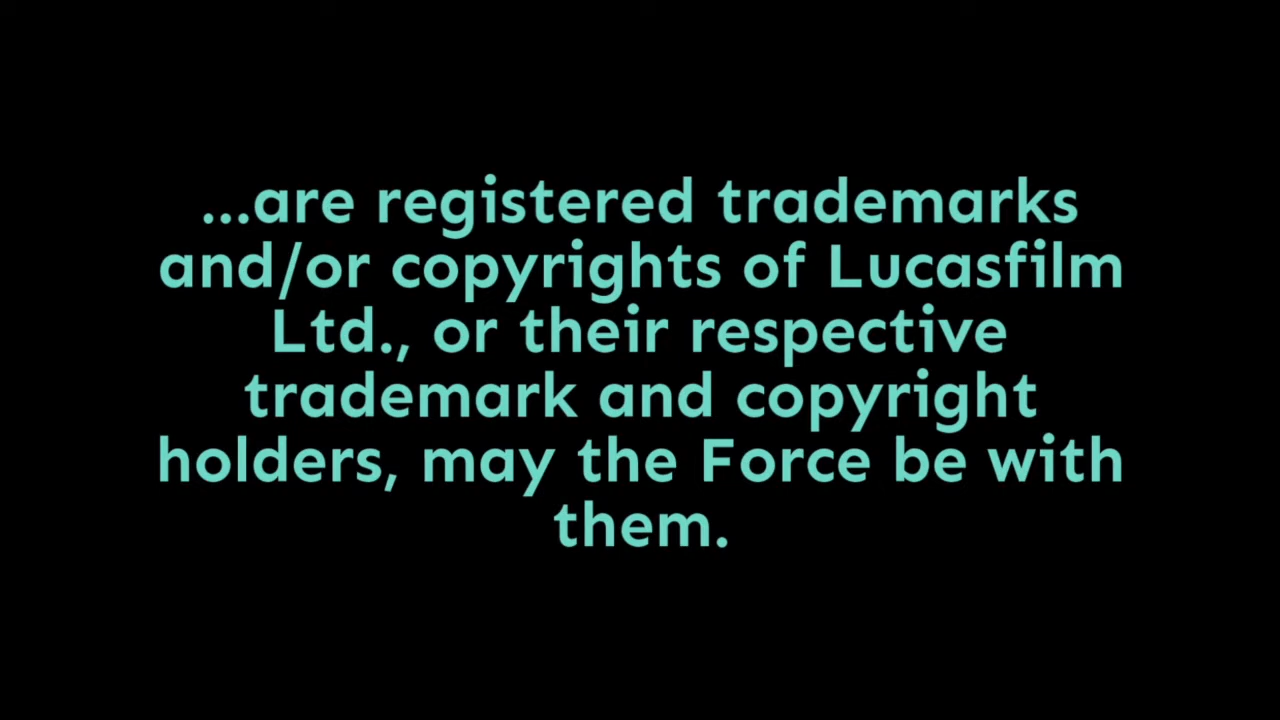 ...are registered trademarks
and/or copyrights of Lucasfilm
Ltd., or their respective
trademark and copyright
holders, may the Force be with
them.